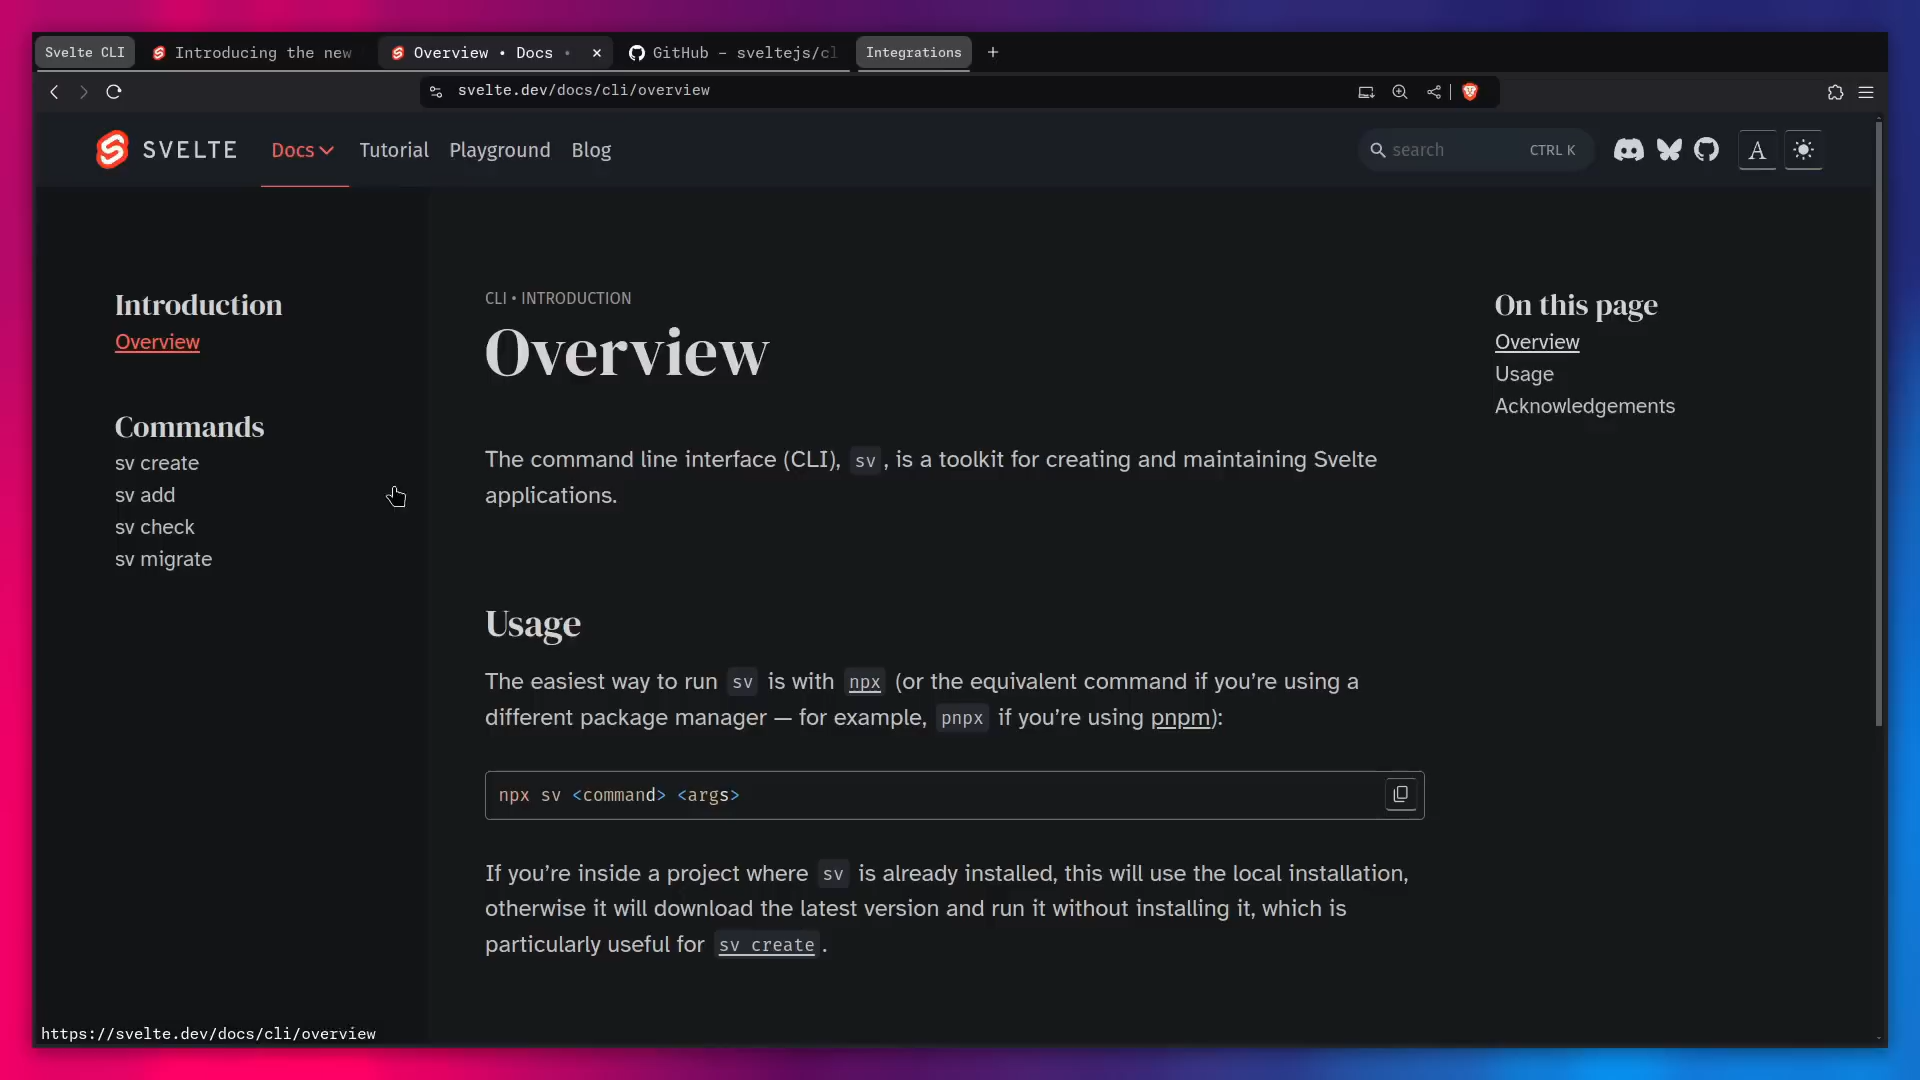 Svelte CLI
Introducing the new
Overview • Docs •
GitHub - sveltejs/cl
Integrations
svelte.dev/docs/cli/overview
SVELTE
Docs
Tutorial
Playground
Blog
search
CTRL K
A
Introduction
Overview
Commands
sv create
sv add
sv check
sv migrate
CLI • INTRODUCTION
Overview
The command line interface (CLI), sv, is a toolkit for creating and maintaining Svelte
applications.
Usage
The easiest way to run sv is with npx (or the equivalent command if you’re using a
different package manager — for example, pnpx if you’re using pnpm):
npx sv <command> <args>
If you’re inside a project where sv is already installed, this will use the local installation,
otherwise it will download the latest version and run it without installing it, which is
particularly useful for sv create.
On this page
Overview
Usage
Acknowledgements
https://svelte.dev/docs/cli/overview